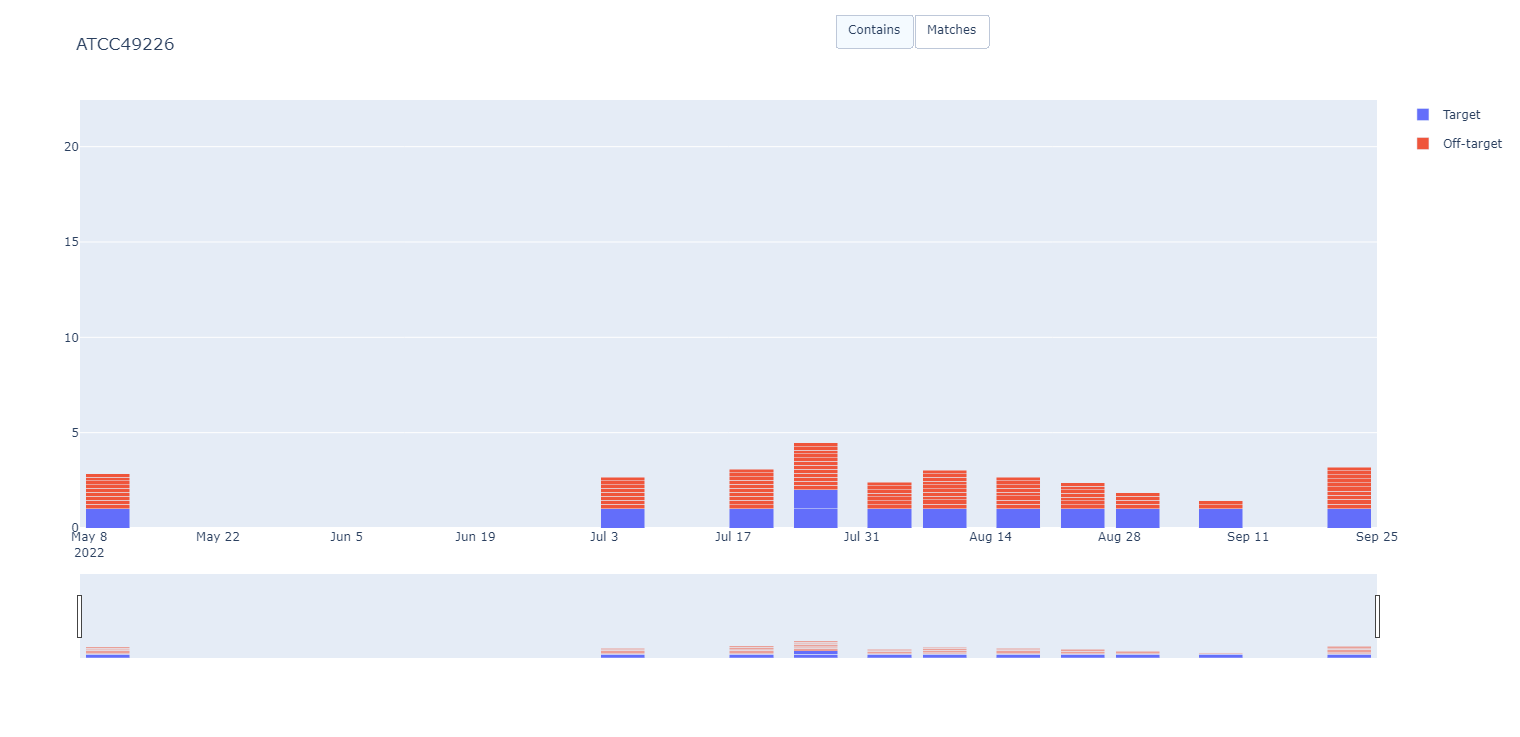 Contains Matches
ATCC49226
Target
Off-target
20
15
10
5
0
May 8 May 22 Jun 5 Jun 19 Jul 3 Jul 17 Jul 31 Aug 14 Aug 28 Sep 11 Sep 25
2022